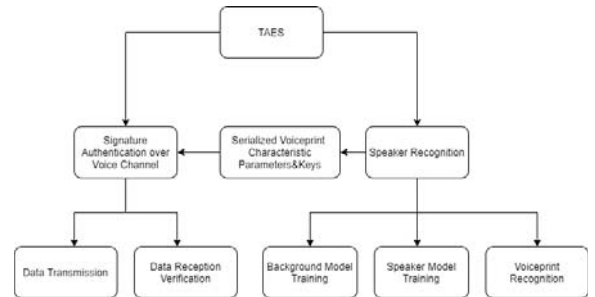 TAES
Signature
Authentication over
Voice Channel
Serialized Voiceprint
Characteristic
Parameters&Keys
Speaker Recognition
Data Transmission
Data Reception
Verification
Background Model
Training
Speaker Model
Training
Voiceprint
Recognition